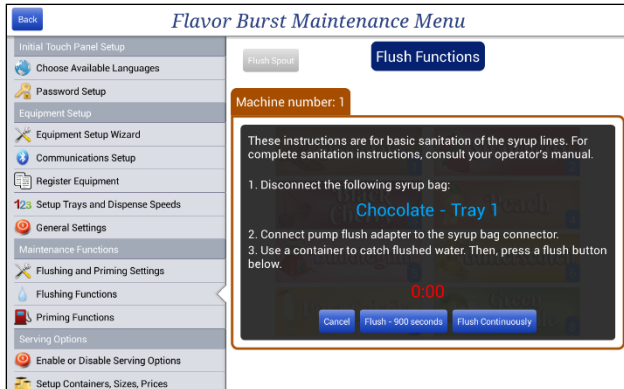 Back
Flavor Burst Maintenance Menu
Initial Touch Panel Setup
Choose Available Languages
Password Setup
Equipment Setup
Equipment Setup Wizard
Communications Setup
Register Equipment
123 Setup Trays and Dispense Speeds
General Settings
Maintenance Functions
Flushing and Priming Settings
Flushing Functions
Priming Functions
Serving Options
Enable or Disable Serving Options
Setup Containers, Sizes, Prices
Flush Spout
Flush Functions
Machine number: 1
These instructions are for basic sanitation of the syrup lines. For
complete sanitation instructions, consult your operator's manual.
1. Disconnect the following syrup bag:
Chocolate - Tray 1
2. Connect pump flush adapter to the syrup bag connector.
3. Use a container to catch flushed water. Then, press a flush button
below.
0:00
Cancel
Flush - 900 seconds
Flush Continuously